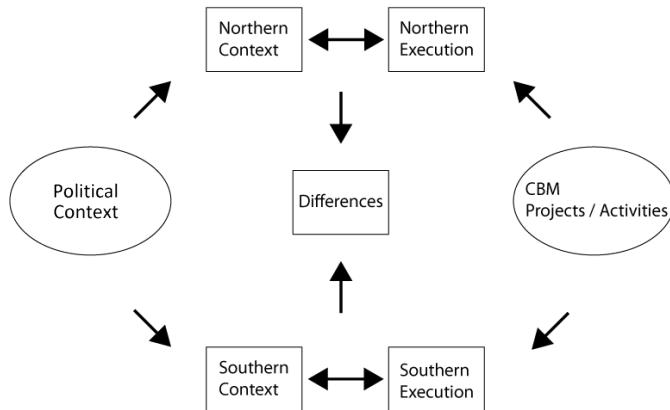 Northern
Context
Northern
Execution
Political
Context
Differences
CBM
Projects / Activities
Southern
Context
Southern
Execution